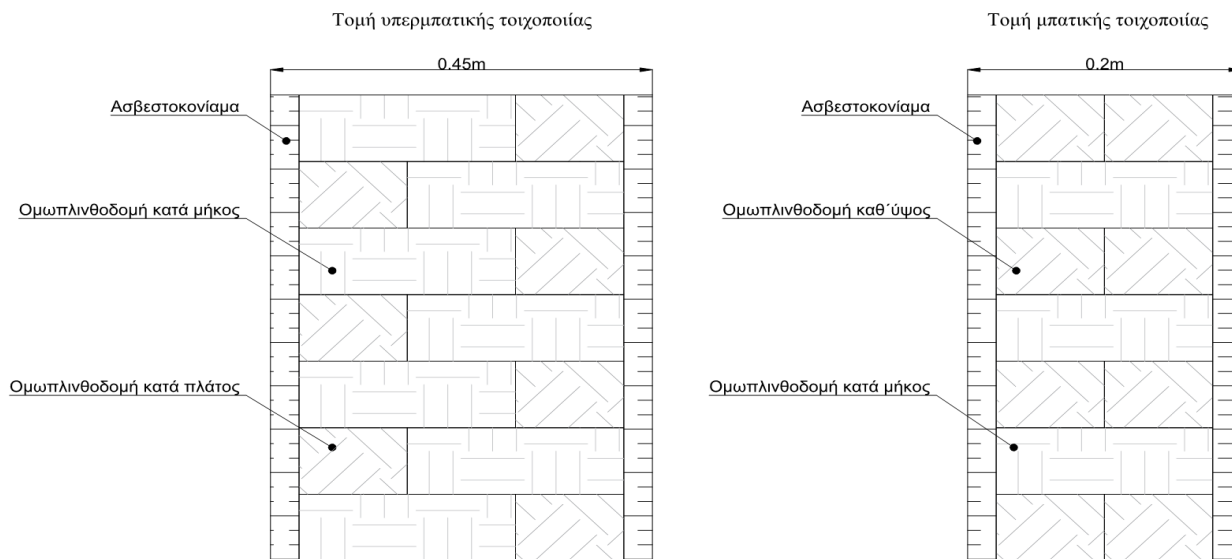 Τομή υπερμπατικής τοιχοποιίας
0.45m
Ασβεστοκονίαμα
Ομωπλινθοδομή κατά μήκος
Ομωπλινθοδομή κατά πλάτος
Τομή μπατικής τοιχοποιίας
0.2m
Ασβεστοκονίαμα
Ομωπλινθοδομή καθ΄ύψος
Ομωπλινθοδομή κατά μήκος